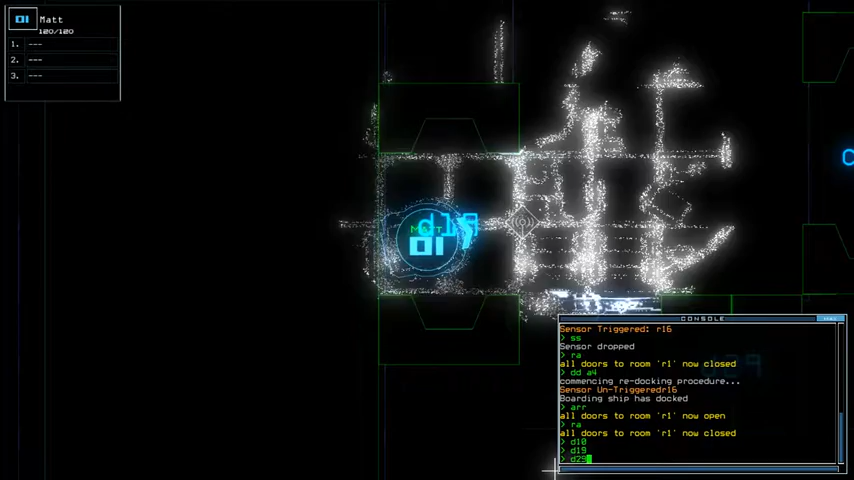 01 Matt
120/120
1. ---
2. ---
3. ---
MATT
01
CONSOLE
Sensor Triggered: r16
> ss
Sensor dropped
> ra
all doors to room 'r1' now closed
> dd a4
commencing re-docking procedure...
Sensor Un-Triggeredr16
Boarding ship has docked
> arr
all doors to room 'r1' now open
> ra
all doors to room 'r1' now closed
> d10
> d19
> d29